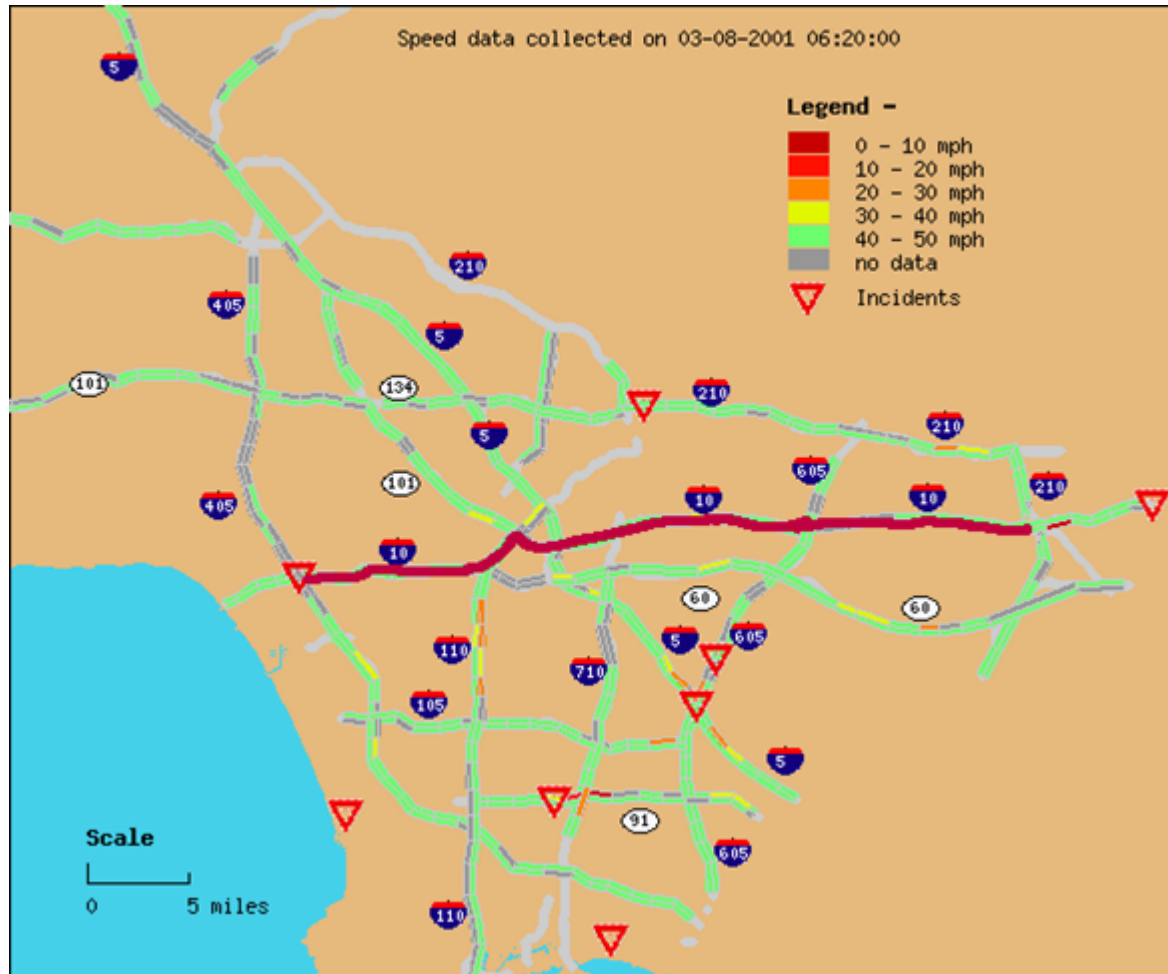 Speed data collected on 03-08-2001 06:20:00
5
Legend -
0 - 10 mph
10 - 20 mph
20 - 30 mph
30 - 40 mph
40 - 50 mph
no data
Incidents
210
405
5
101
134
210
210
5
605
101
405
10
10
210
10
60
60
110
5
605
710
105
5
91
605
110
Scale
0 5 miles